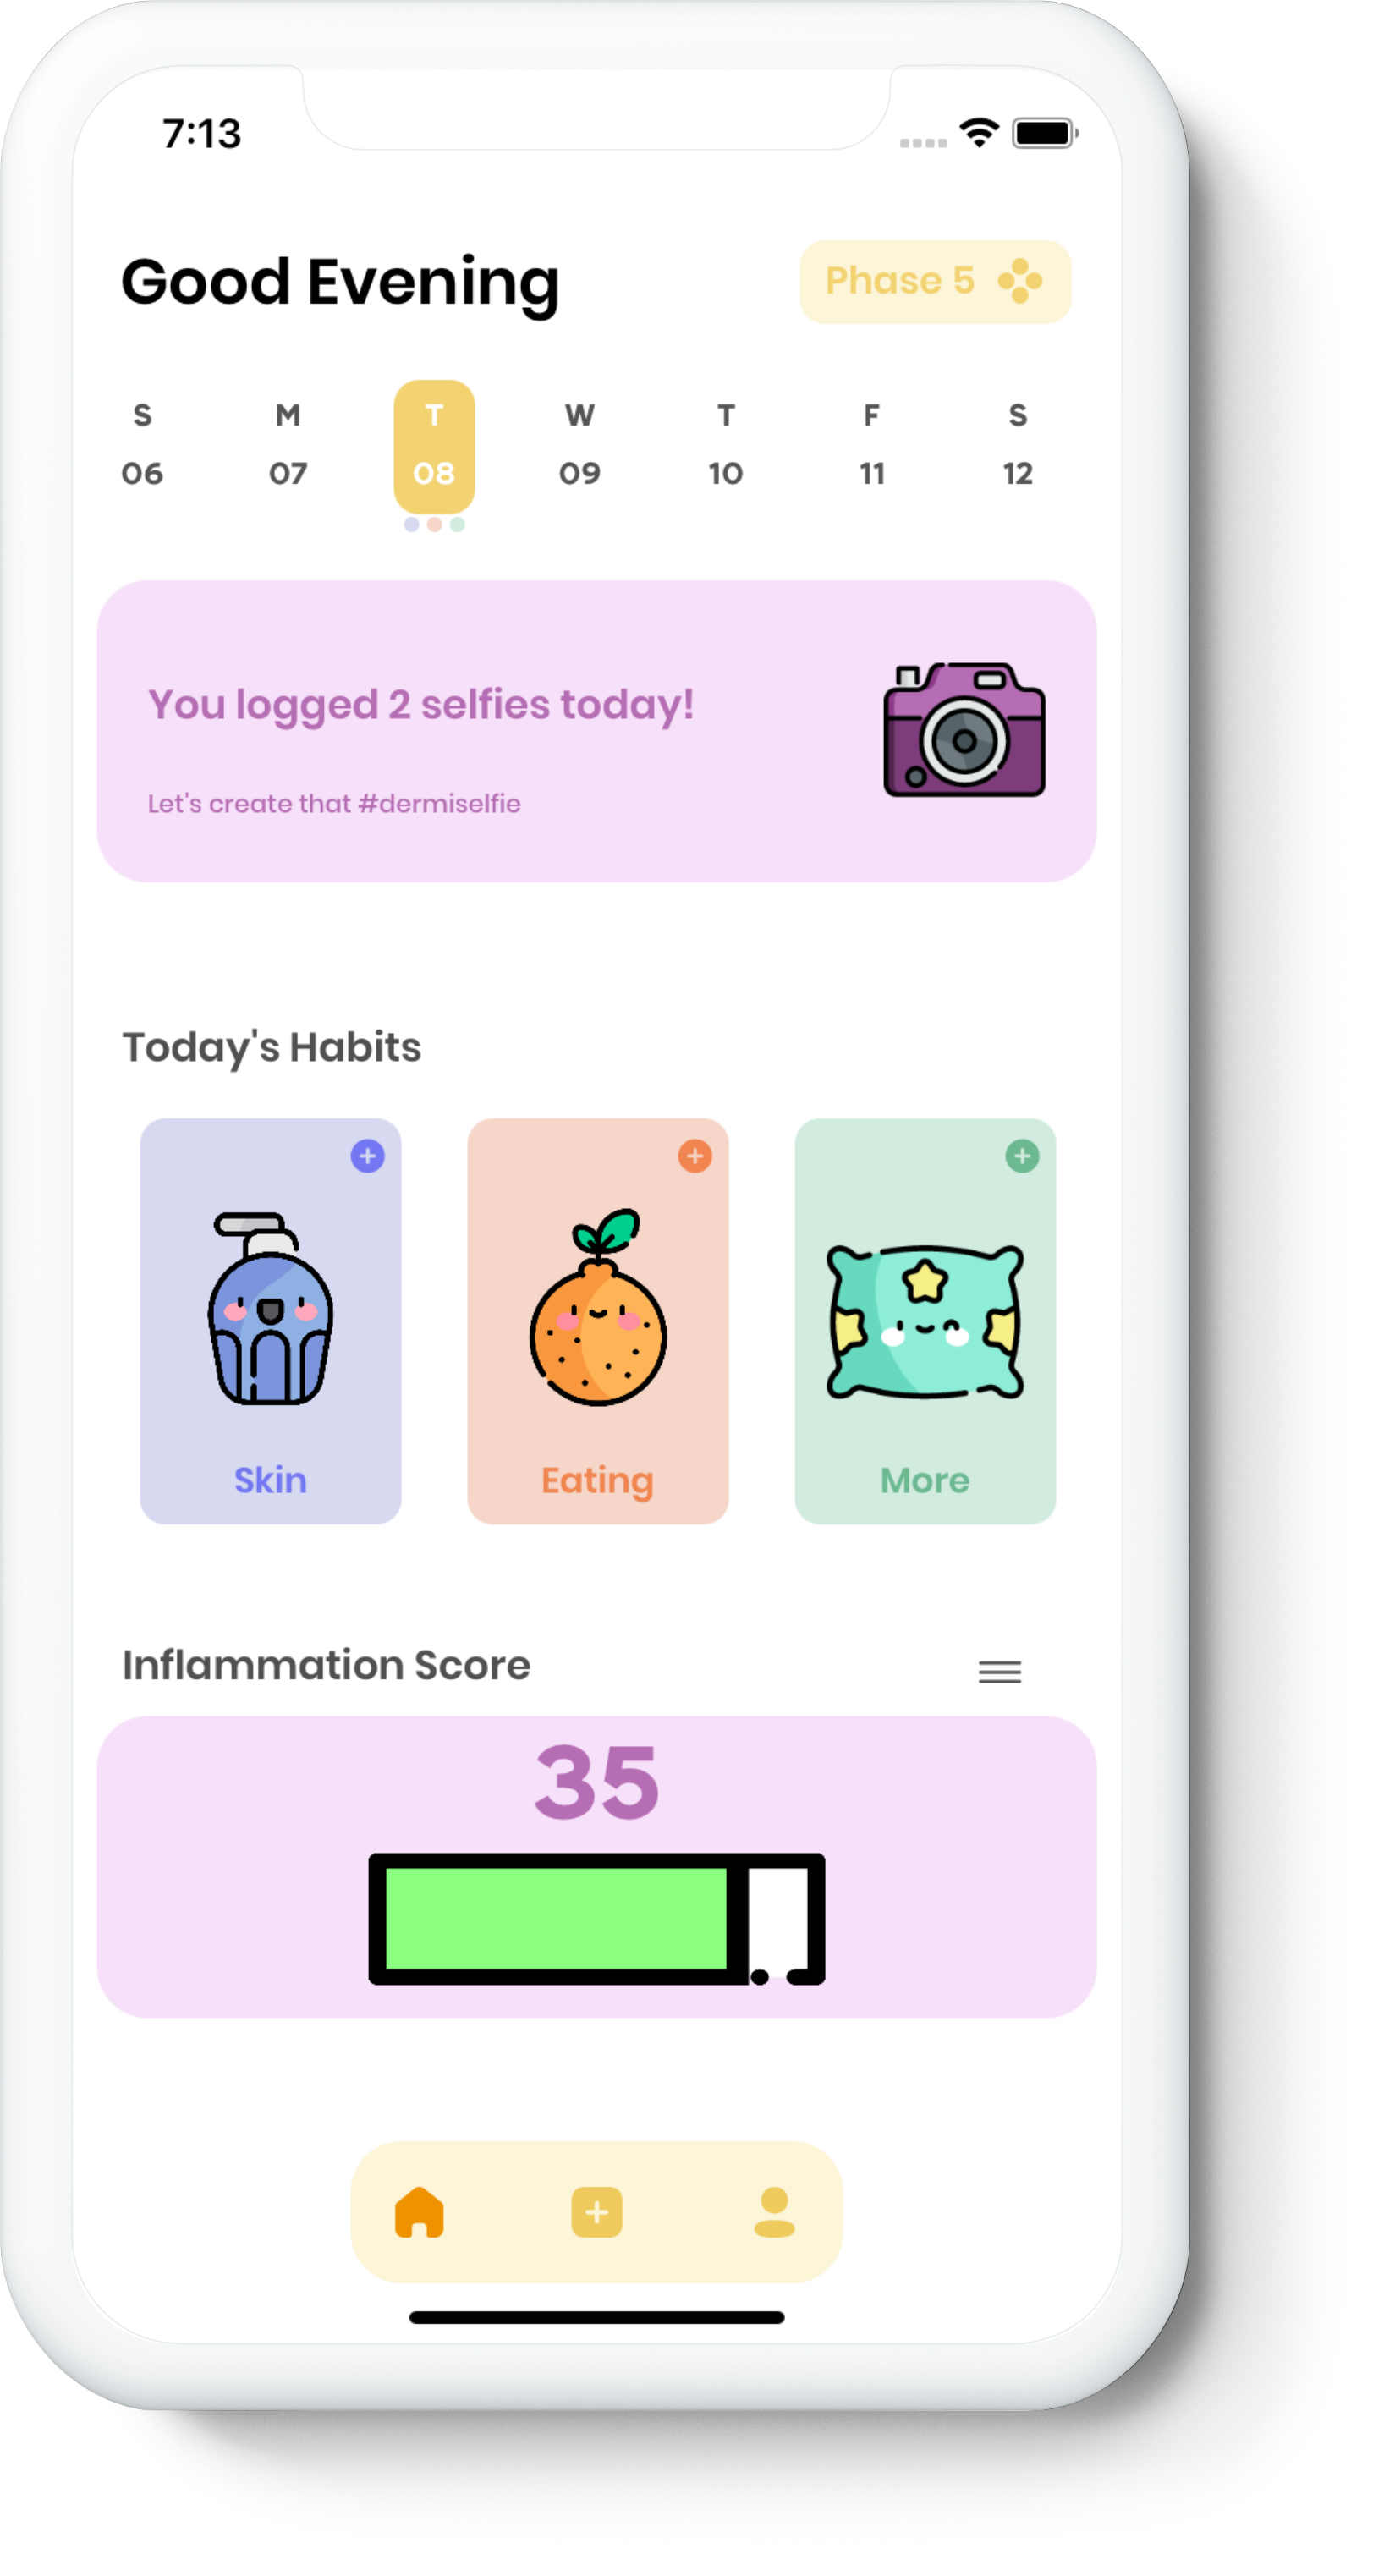 7:13
Good Evening
Phase 5
S M T W T F S
06 07 08 09 10 11 12
You logged 2 selfies today!
Let's create that #dermiselfie
Today's Habits
Skin Eating More
Inflammation Score
35